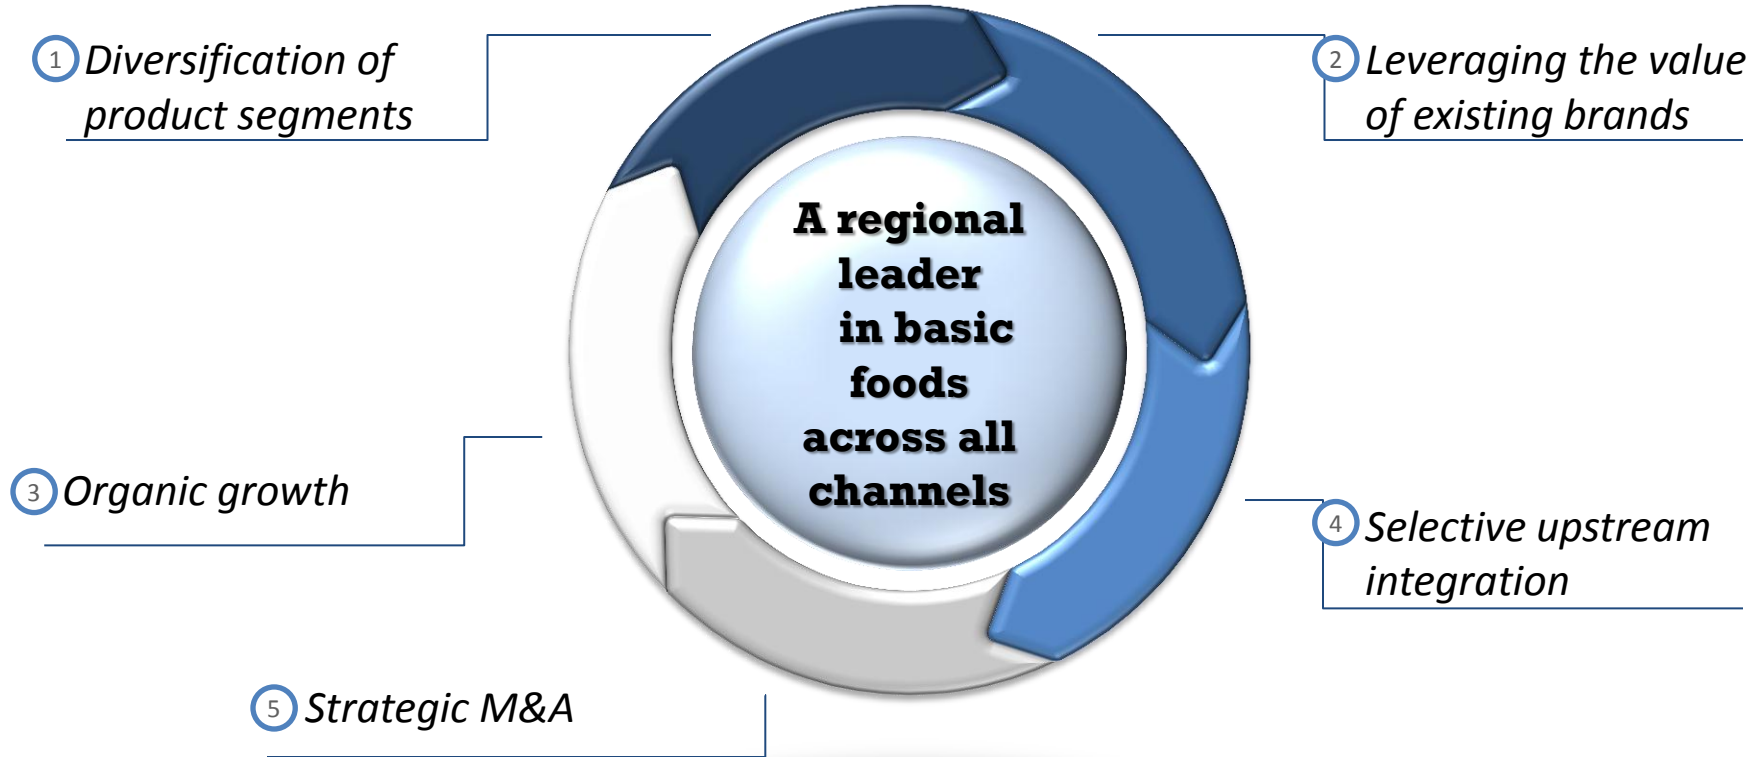 1 Diversification of
product segments
2 Leveraging the value
of existing brands
A regional
leader
in basic
foods
across all
channels
3 Organic growth
4 Selective upstream
integration
5 Strategic M&A